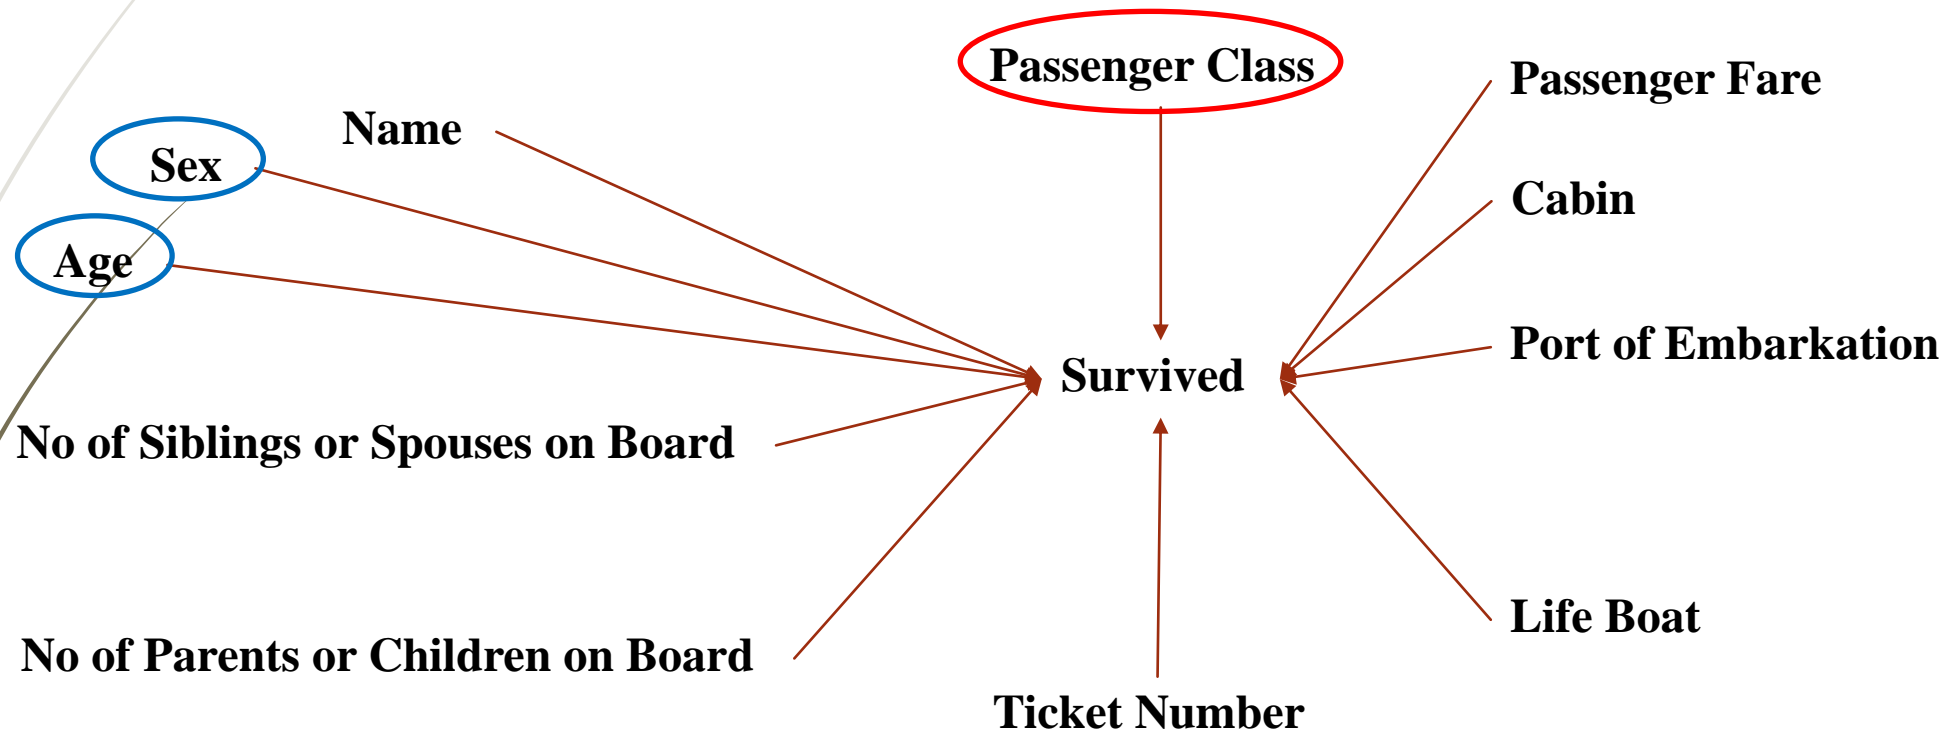 Passenger Class
Passenger Fare
Name
Sex
Cabin
Age
Port of Embarkation
Survived
No of Siblings or Spouses on Board
Life Boat
No of Parents or Children on Board
Ticket Number